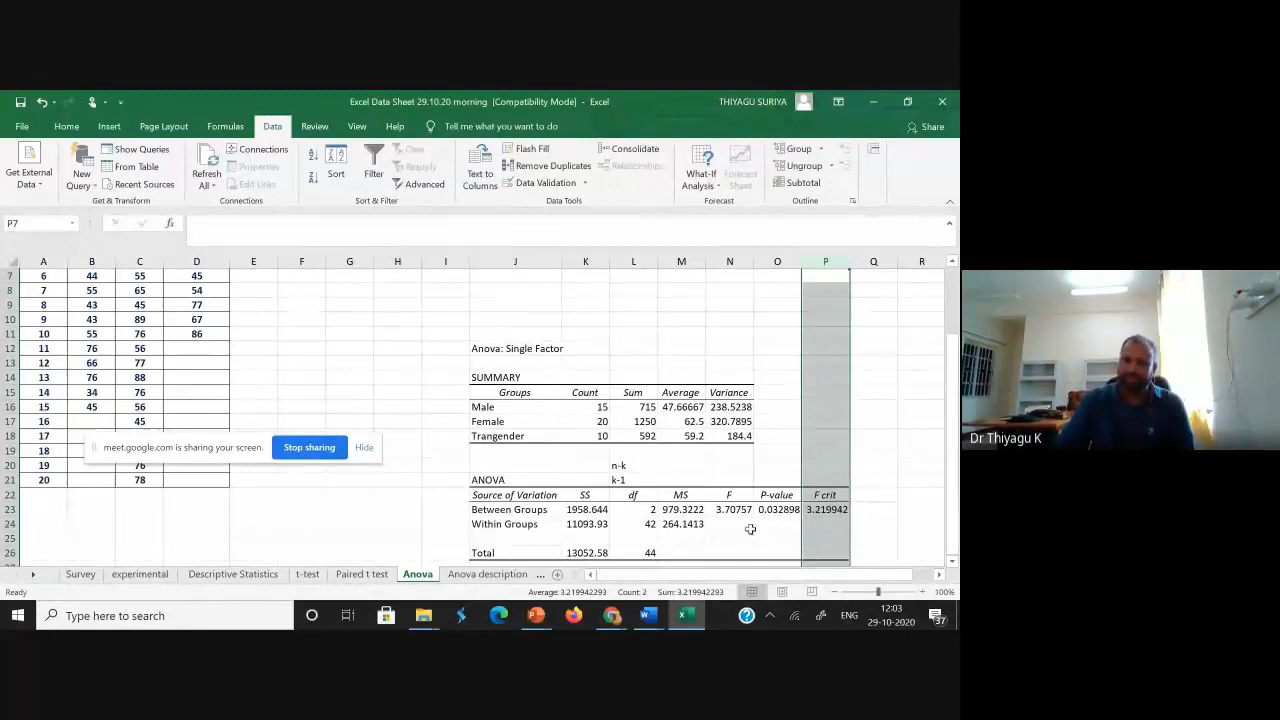 Excel Data Sheet 29.10.20 morning [Compatibility Mode] - Excel
THIYAGU SURIYA
File Home Insert Page Layout Formulas Data Review View Help Tell me what you want to do Share
Get External Data
New Query
Show Queries
From Table
Recent Sources
Get & Transform
Refresh All
Connections
Properties
Edit Links
Connections
Sort
Filter
Clear
Reapply
Advanced
Sort & Filter
Text to Columns
Flash Fill
Remove Duplicates
Data Validation
Consolidate
Relationships
Data Tools
What-If Analysis
Forecast Sheet
Forecast
Group
Ungroup
Subtotal
Outline
P7 fx
A B C D E F G H I J K L M N O P Q R
7 6 44 55 45
8 7 55 65 54
9 8 43 45 77
10 9 43 89 67
11 10 55 76 86
12 11 76 56 Anova: Single Factor
13 12 66 77
14 13 76 88 SUMMARY
15 14 34 76 Groups Count Sum Average Variance
16 15 45 56 Male 15 715 47.66667 238.5238
17 16 45 Female 20 1250 62.5 320.7895
18 17 Trangender 10 592 59.2 184.4
meet.google.com is sharing your screen. Stop sharing Hide
20 19 76 n-k
21 20 78 ANOVA k-1
22 Source of Variation SS df MS F P-value F crit
23 Between Groups 1958.644 2 979.3222 3.70757 0.032898 3.219942
24 Within Groups 11093.93 42 264.1413
25
26 Total 13052.58 44
Survey experimental Descriptive Statistics t-test Paired t test Anova Anova description ...
Ready Average: 3.219942293 Count: 2 Sum: 3.219942293 100%
Type here to search
ENG
12:03
29-10-2020
37
Dr Thiyagu K